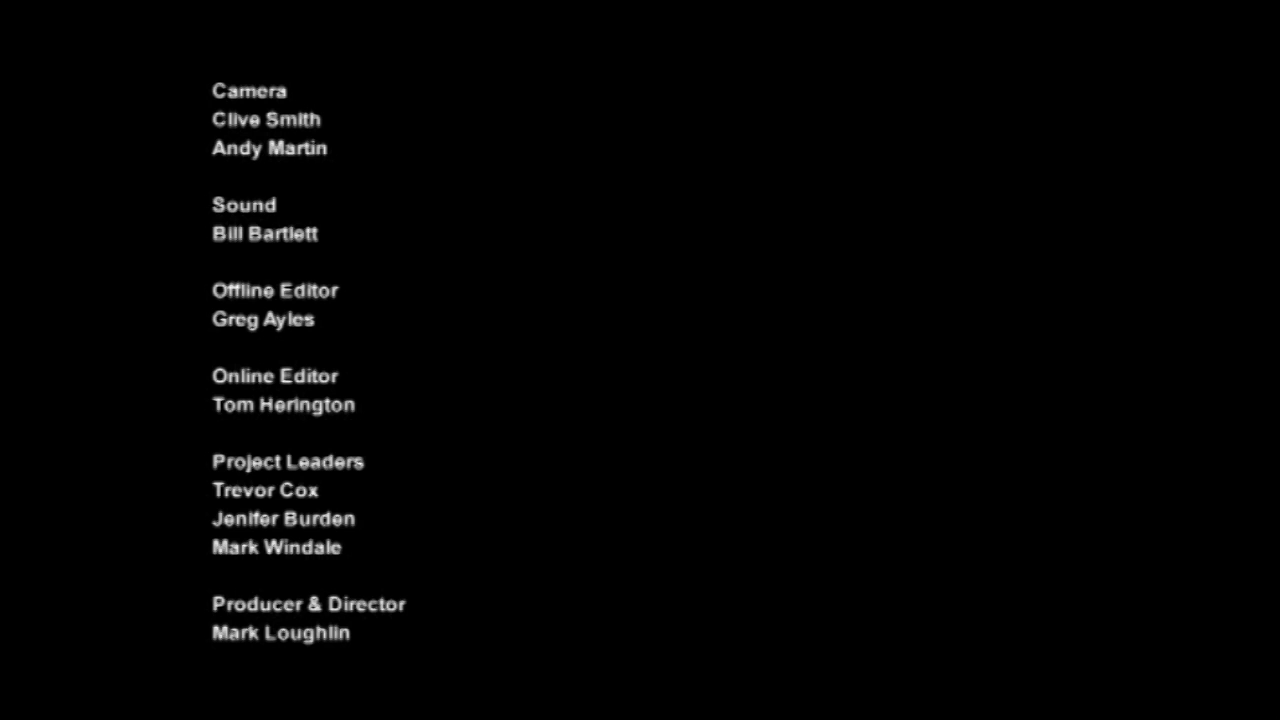 Camera
Clive Smith
Andy Martin
Sound
Bill Bartlett
Offline Editor
Greg Ayles
Online Editor
Tom Herington
Project Leaders
Trevor Cox
Jenifer Burden
Mark Windale
Producer & Director
Mark Loughlin